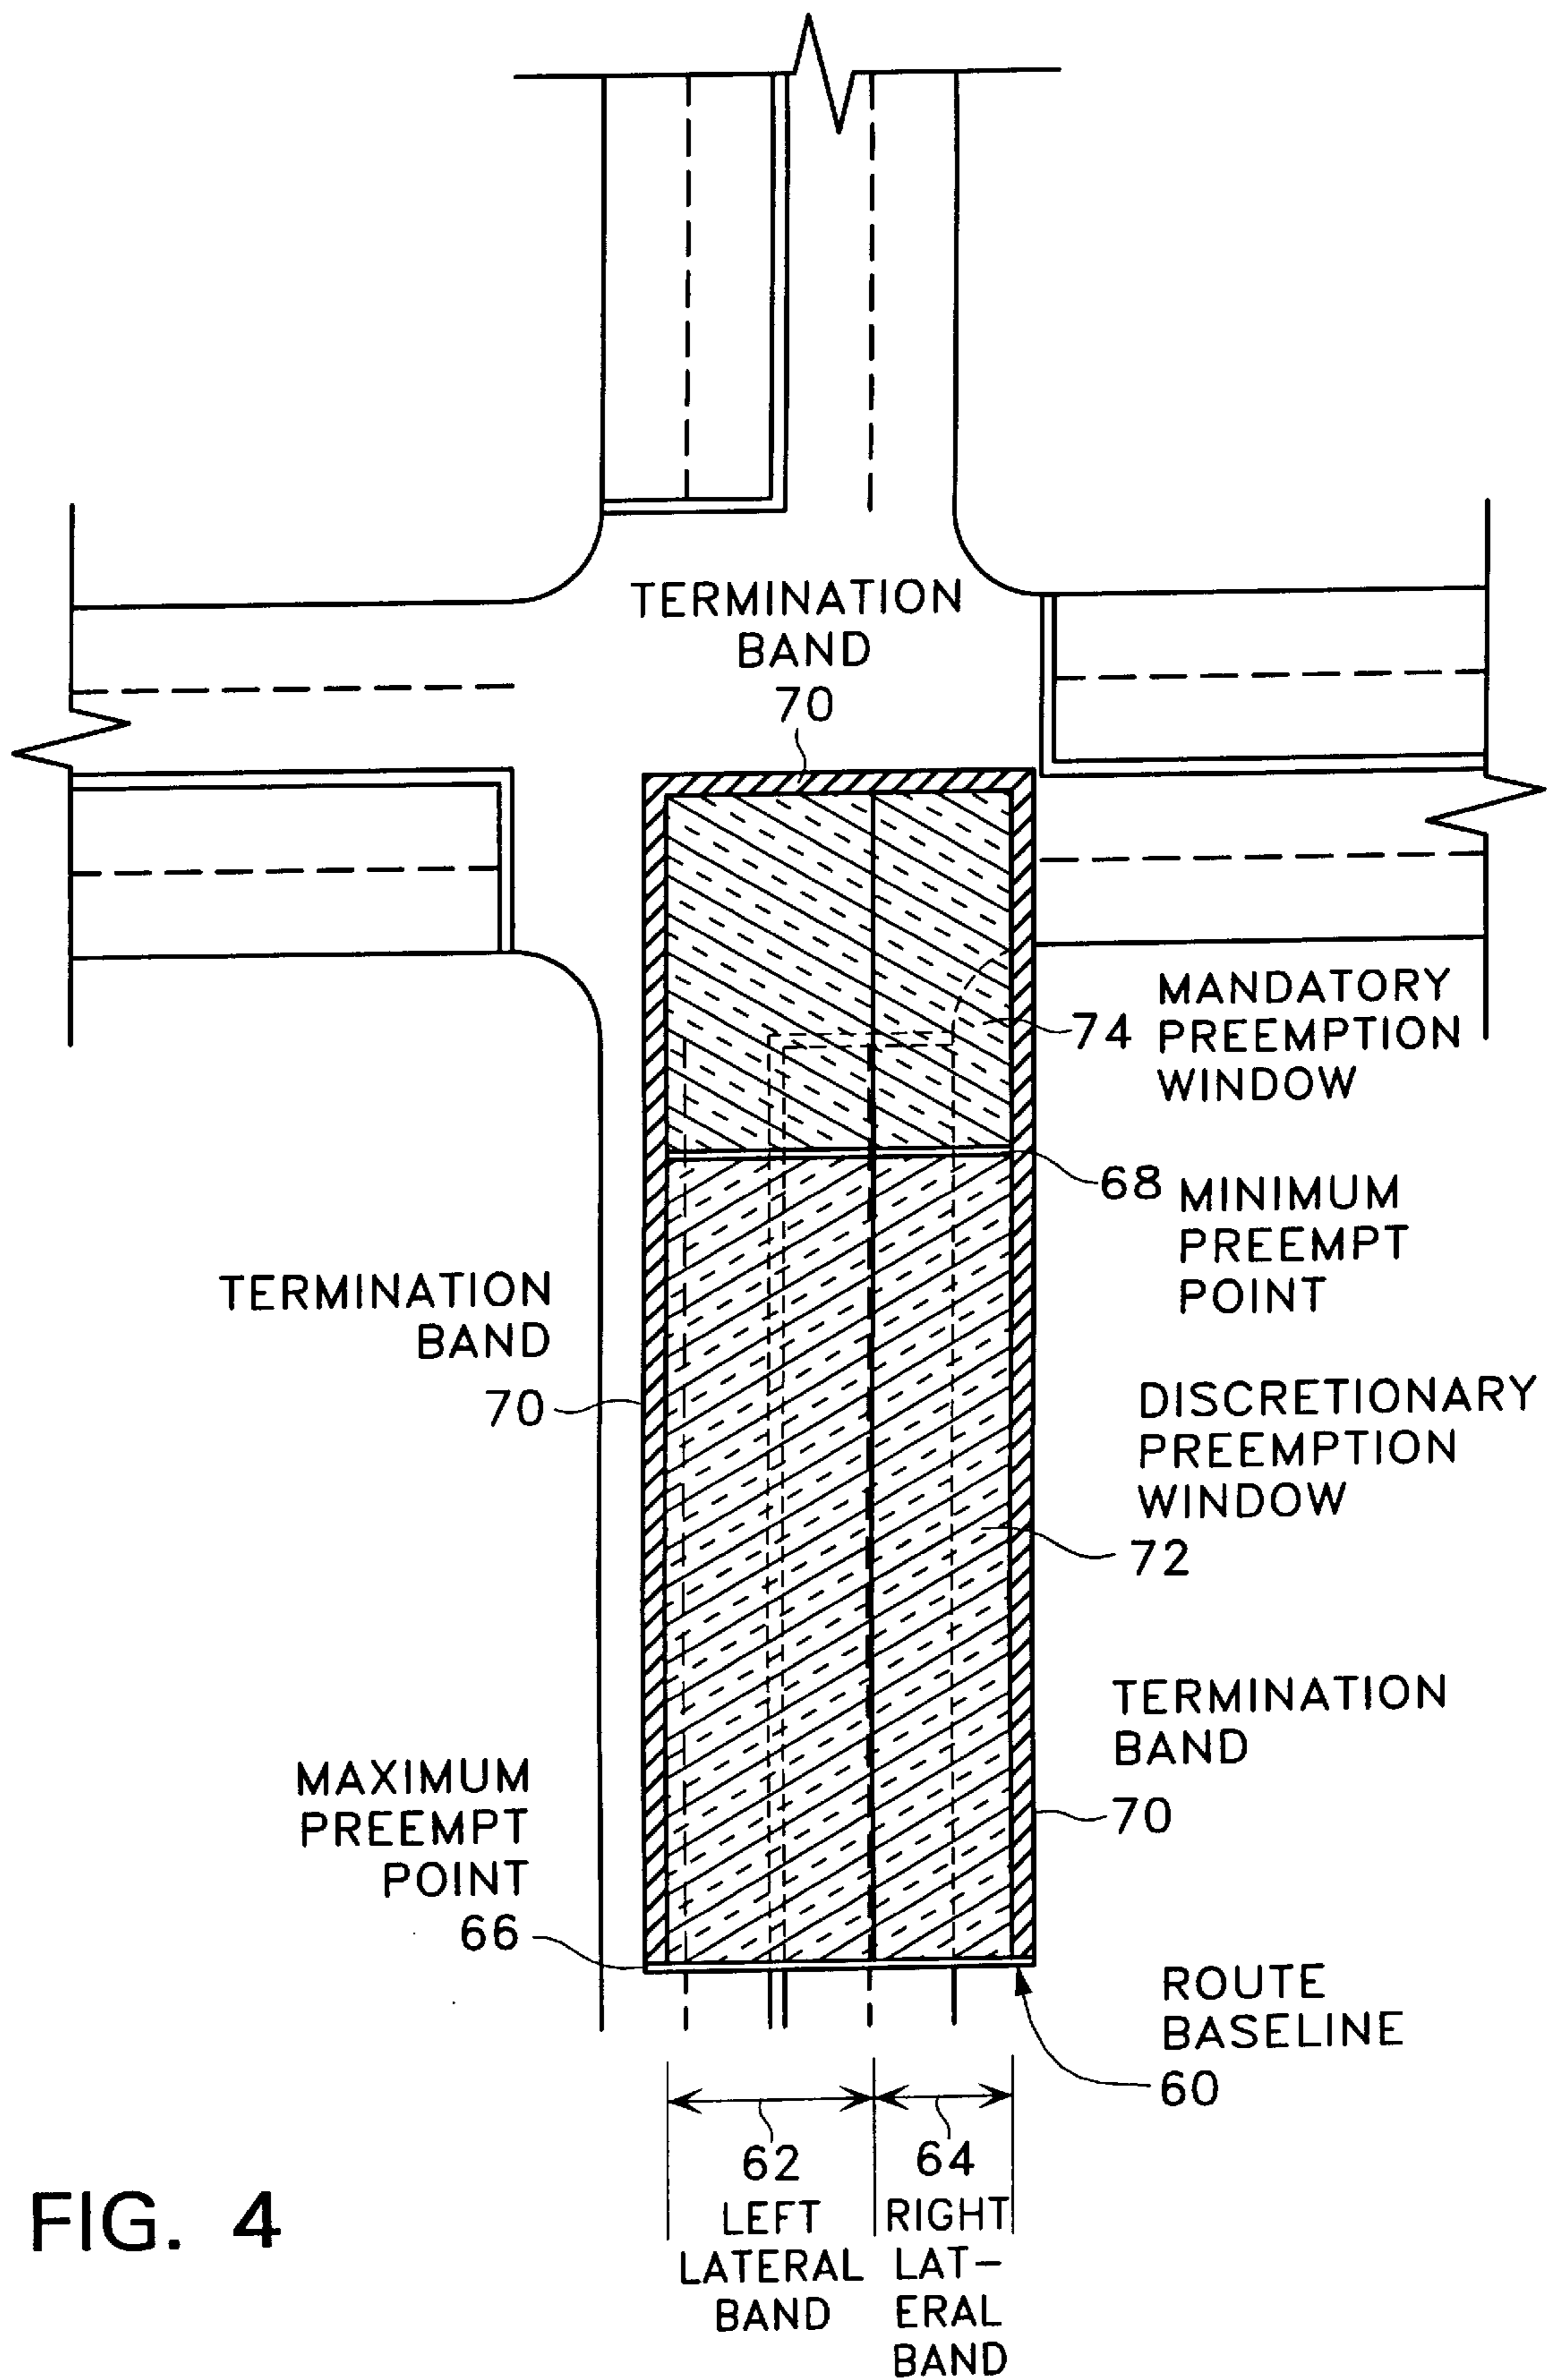 TERMINATION
BAND
70
74
MANDATORY
PREEMPTION
WINDOW
68
MINIMUM
PREEMPT
POINT
TERMINATION
BAND
70
DISCRETIONARY
PREEMPTION
WINDOW
72
TERMINATION
BAND
70
MAXIMUM
PREEMPT
POINT
66
ROUTE
BASELINE
60
62
LEFT
LATERAL
BAND
64
RIGHT
LAT-
ERAL
BAND
FIG. 4